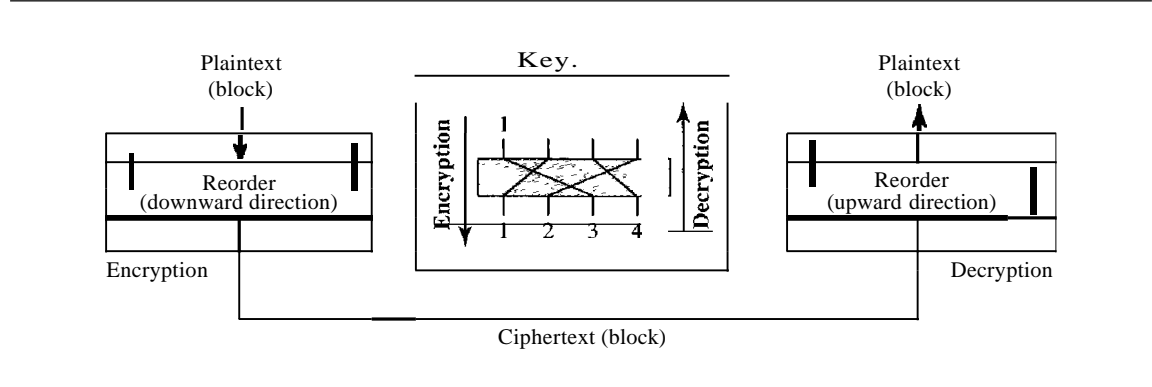 Plaintext
(block)
Key.
Plaintext
(block)
1
Encryption
Decryption
Reorder
(downward direction)
Reorder
(upward direction)
1 2 3 4
Encryption
Decryption
Ciphertext (block)